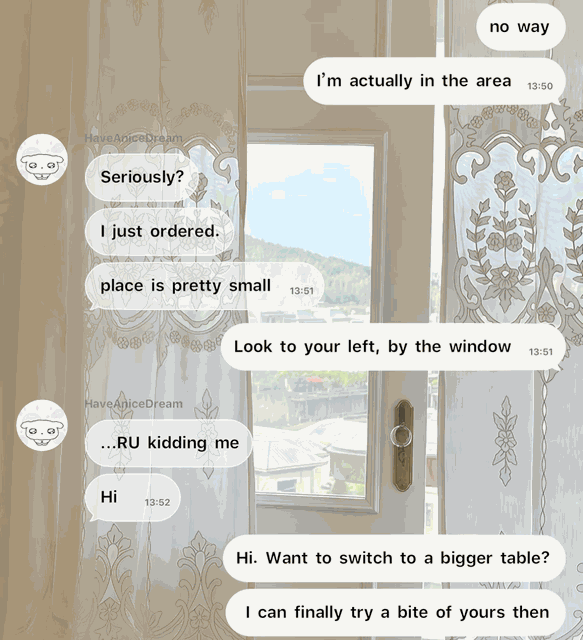 no way
I'm actually in the area 13:50
HaveAniceDream
Seriously?
I just ordered.
place is pretty small 13:51
Look to your left, by the window 13:51
HaveAniceDream
...RU kidding me
Hi 13:52
Hi. Want to switch to a bigger table?
I can finally try a bite of yours then